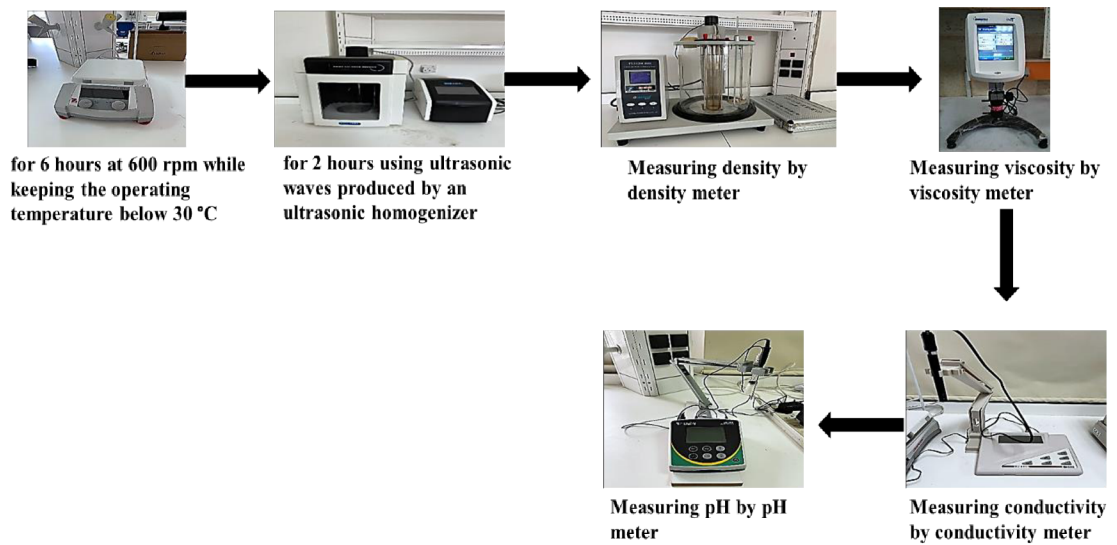 for 6 hours at 600 rpm while
keeping the operating
temperature below 30 °C
for 2 hours using ultrasonic
waves produced by an
ultrasonic homogenizer
Measuring density by
density meter
Measuring viscosity by
viscosity meter
Measuring pH by pH
meter
Measuring conductivity
by conductivity meter